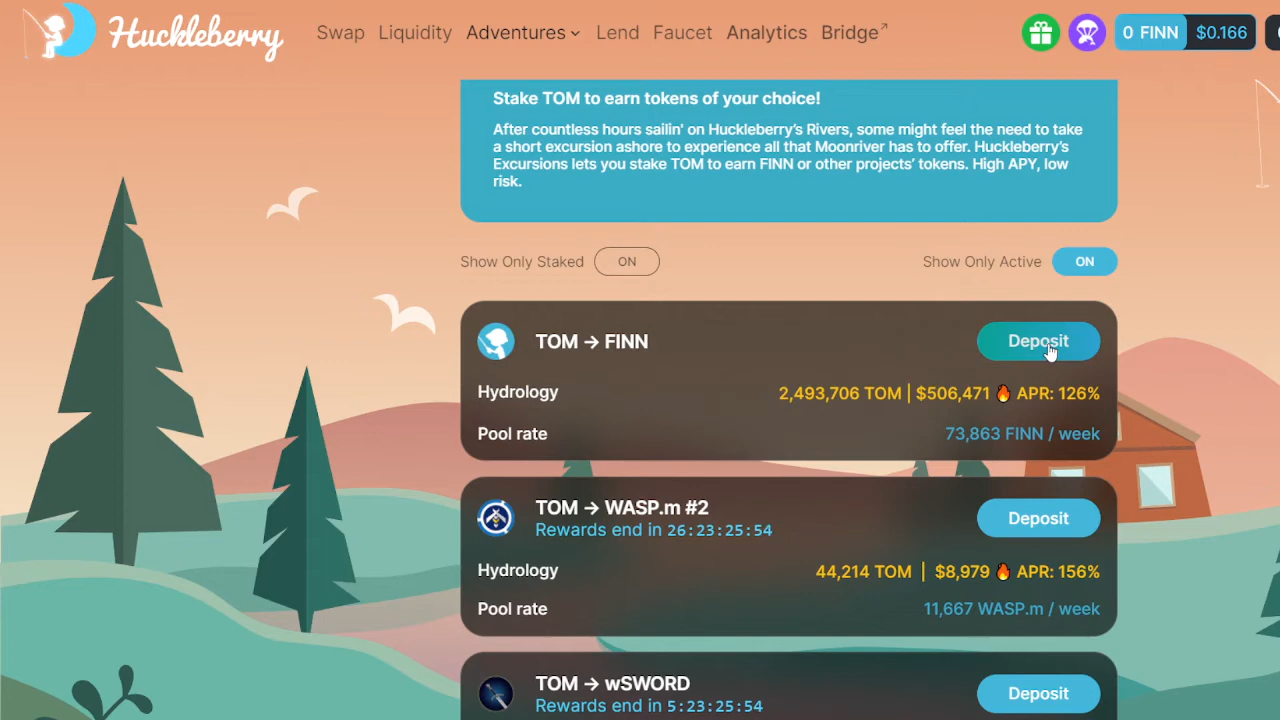 Huckleberry
Swap Liquidity Adventures Lend Faucet Analytics Bridge↗ 0 FINN $0.166
Stake TOM to earn tokens of your choice!
After countless hours sailin' on Huckleberry's Rivers, some might feel the need to take
a short excursion ashore to experience all that Moonriver has to offer. Huckleberry's
Excursions lets you stake TOM to earn FINN or other projects' tokens. High APY, low
risk.
Show Only Staked ON Show Only Active ON
TOM → FINN Deposit
Hydrology 2,493,706 TOM | $506,471 🔥 APR: 126%
Pool rate 73,863 FINN / week
TOM → WASP.m #2 Deposit
Rewards end in 26:23:25:54
Hydrology 44,214 TOM | $8,979 🔥 APR: 156%
Pool rate 11,667 WASP.m / week
TOM → wSWORD Deposit
Rewards end in 5:23:25:54